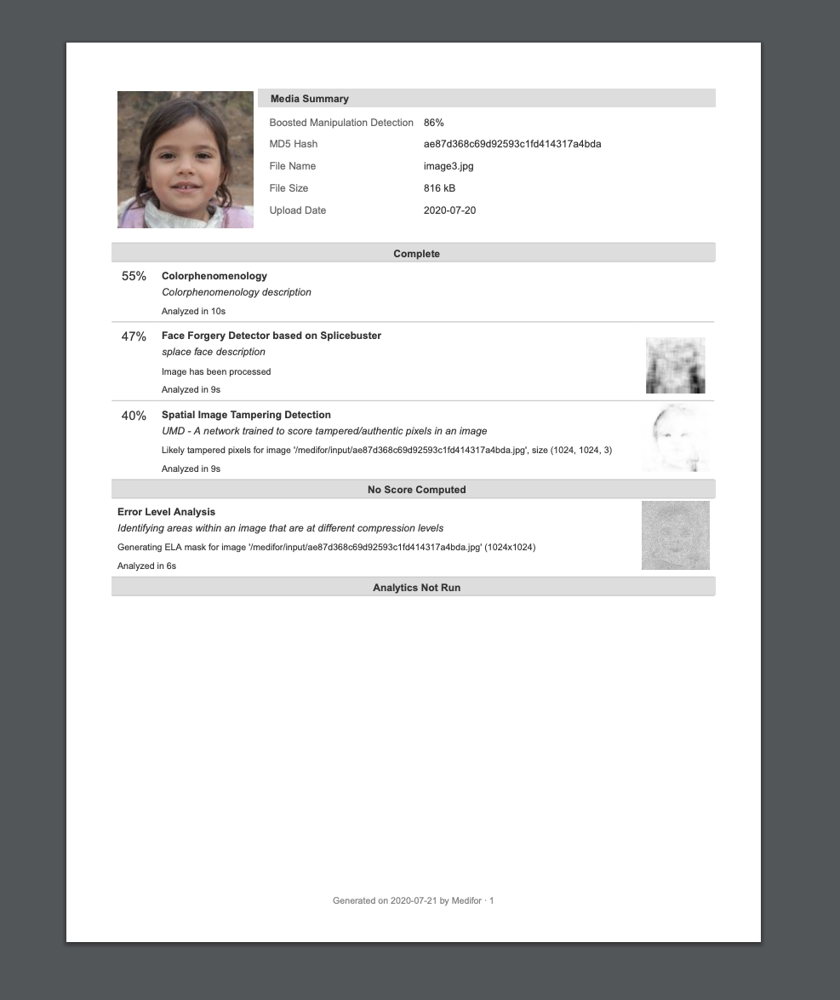 Media Summary
Boosted Manipulation Detection 86%
MD5 Hash ae87d368c69d92593c1fd414317a4bda
File Name image3.jpg
File Size 816 kB
Upload Date 2020-07-20
Complete
55% Colorphenomenology
Colorphenomenology description
Analyzed in 10s
47% Face Forgery Detector based on Splicebuster
splace face description
Image has been processed
Analyzed in 9s
40% Spatial Image Tampering Detection
UMD - A network trained to score tampered/authentic pixels in an image
Likely tampered pixels for image '/medifor/input/ae87d368c69d92593c1fd414317a4bda.jpg', size (1024, 1024, 3)
Analyzed in 9s
No Score Computed
Error Level Analysis
Identifying areas within an image that are at different compression levels
Generating ELA mask for image '/medifor/input/ae87d368c69d92593c1fd414317a4bda.jpg' (1024x1024)
Analyzed in 6s
Analytics Not Run
Generated on 2020-07-21 by Medifor · 1